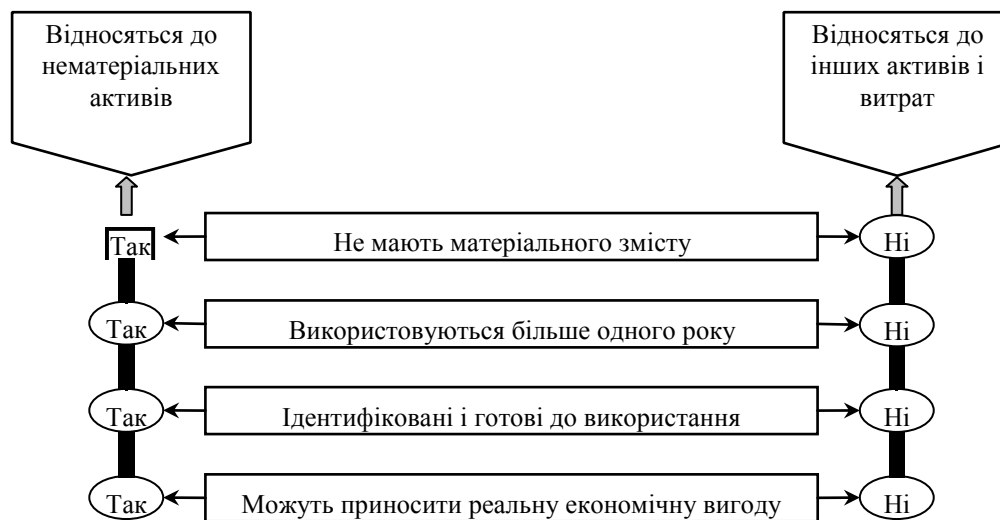 Відносяться до
нематеріальних
активів
Відносяться до
інших активів і
витрат
Так
Не мають матеріального змісту
Ні
Так
Використовуються більше одного року
Ні
Так
Ідентифіковані і готові до використання
Ні
Так
Можуть приносити реальну економічну вигоду
Ні